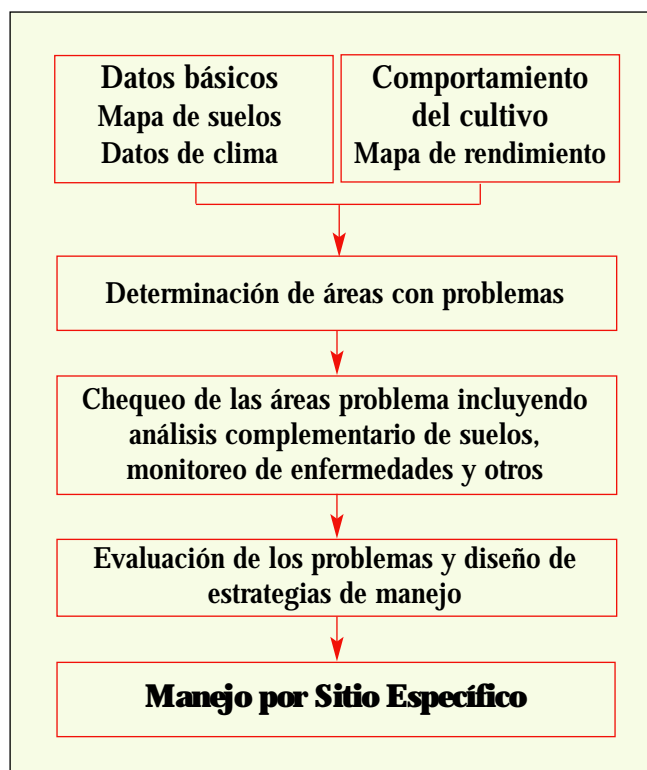 Datos básicos
Mapa de suelos
Datos de clima
Comportamiento
del cultivo
Mapa de rendimiento
Determinación de áreas con problemas
Chequeo de las áreas problema incluyendo
análisis complementario de suelos,
monitoreo de enfermedades y otros
Evaluación de los problemas y diseño de
estrategias de manejo
Manejo por Sitio Específico